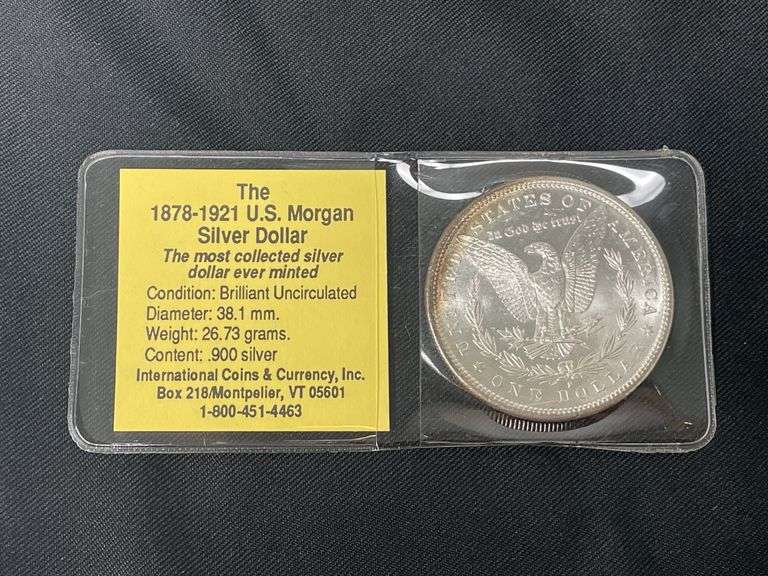 The
1878-1921 U.S. Morgan
Silver Dollar
The most collected silver
dollar ever minted
Condition: Brilliant Uncirculated
Diameter: 38.1 mm.
Weight: 26.73 grams.
Content: .900 silver
International Coins & Currency, Inc.
Box 218/Montpelier, VT 05601
1-800-451-4463
STATES OF AMERICA
In God we trust
ONE DOLLA